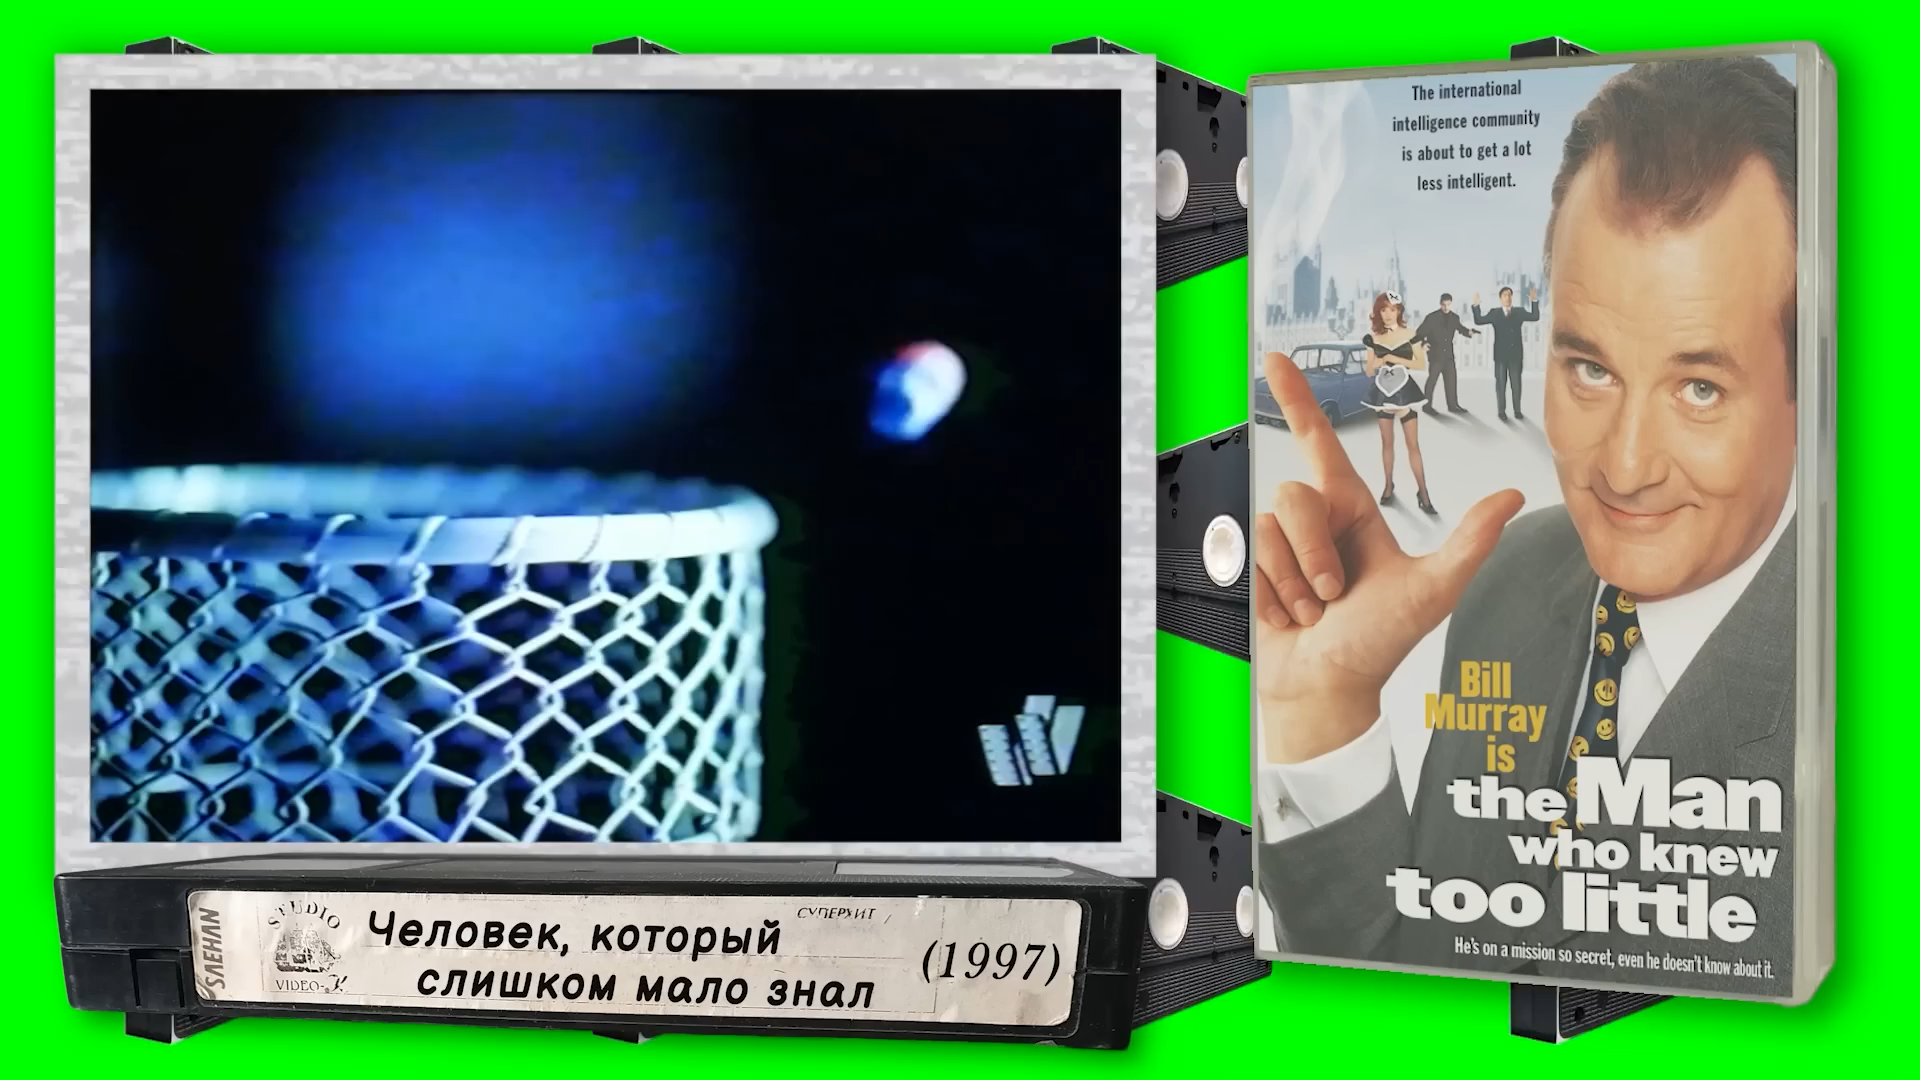 The international
intelligence community
is about to get a lot
less intelligent.
Bill
Murray
is
the Man
who knew
too little
He's on a mission so secret, even he doesn't know about it.
STUDIO
VIDEO-K
СУПЕРХИТ
Человек, который
слишком мало знал
(1997)